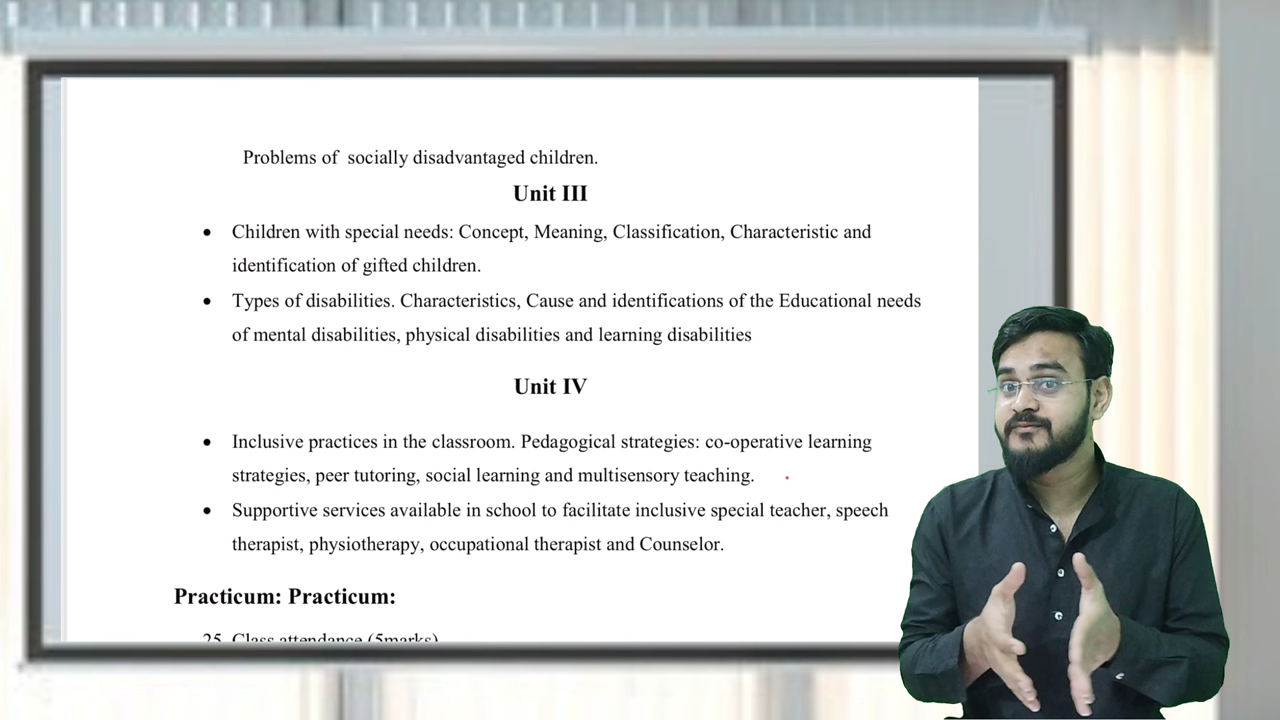 Problems of  socially disadvantaged children.
Unit III
• Children with special needs: Concept, Meaning, Classification, Characteristic and
identification of gifted children.
• Types of disabilities. Characteristics, Cause and identifications of the Educational needs
of mental disabilities, physical disabilities and learning disabilities
Unit IV
• Inclusive practices in the classroom. Pedagogical strategies: co-operative learning
strategies, peer tutoring, social learning and multisensory teaching.
• Supportive services available in school to facilitate inclusive special teacher, speech
therapist, physiotherapy, occupational therapist and Counselor.
Practicum: Practicum:
25. Class attendance (5marks)